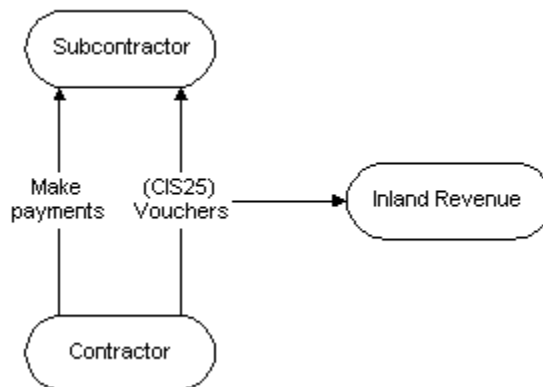 Subcontractor
Make
payments
(CIS25)
Vouchers
Inland Revenue
Contractor